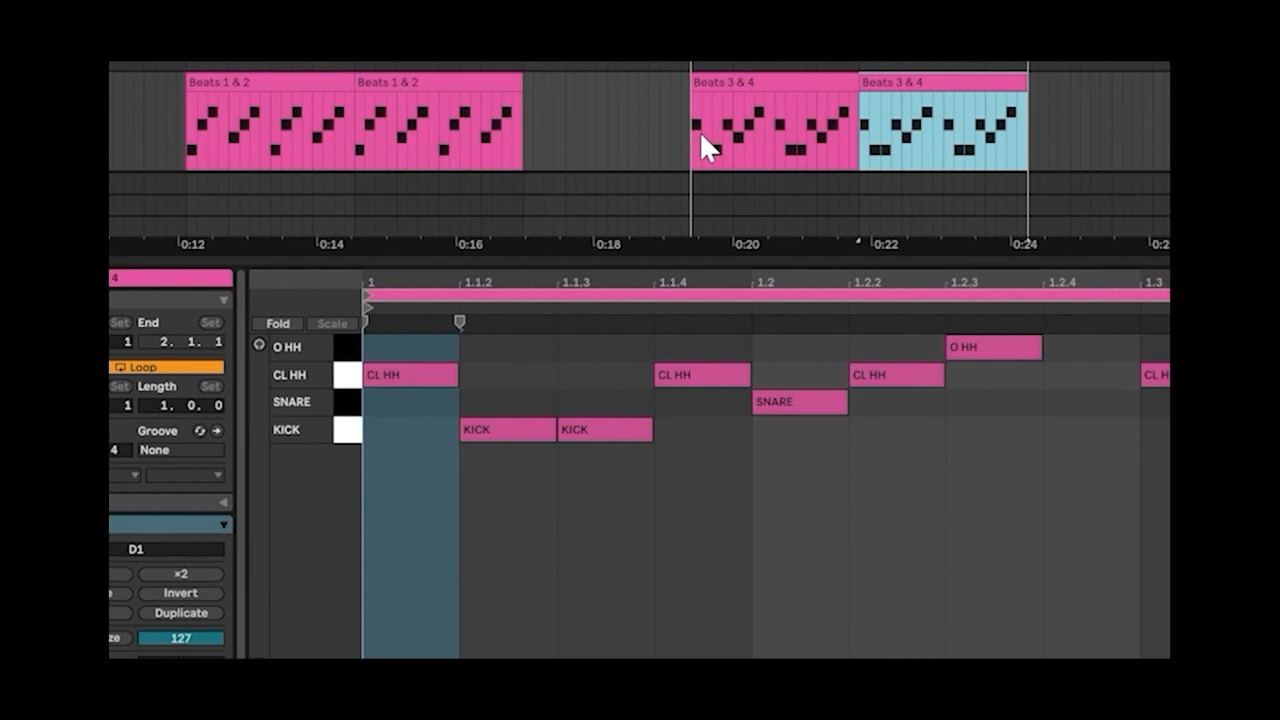 Beats 1 & 2 Beats 1 & 2 Beats 3 & 4 Beats 3 & 4
0:12 0:14 0:16 0:18 0:20 0:22 0:24
4 1 1.1.2 1.1.3 1.1.4 1.2 1.2.2 1.2.3 1.2.4 1.3
Set End Set
Fold Scale
1 2. 1. 1
O HH O HH
Loop
CL HH CL HH CL HH CL HH CL H
Set Length Set
1 1. 0. 0
SNARE SNARE
Groove
KICK KICK KICK
4 None
D1
×2
Invert
Duplicate
ze 127